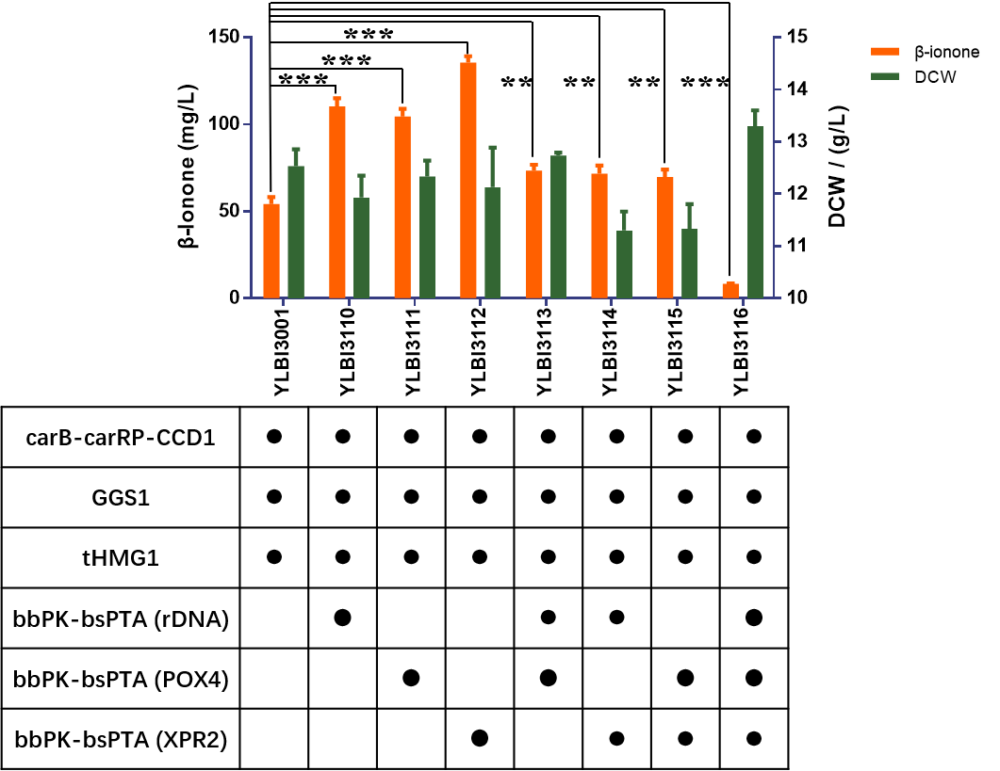 150
100
50
0
β-Ionone (mg/L)
***
***
***
**
**
**
***
15
14
13
12
11
10
DCW / (g/L)
β-ionone
DCW
YLBI3001
YLBI3110
YLBI3111
YLBI3112
YLBI3113
YLBI3114
YLBI3115
YLBI3116
carB-carRP-CCD1
GGS1
tHMG1
bbPK-bsPTA (rDNA)
bbPK-bsPTA (POX4)
bbPK-bsPTA (XPR2)